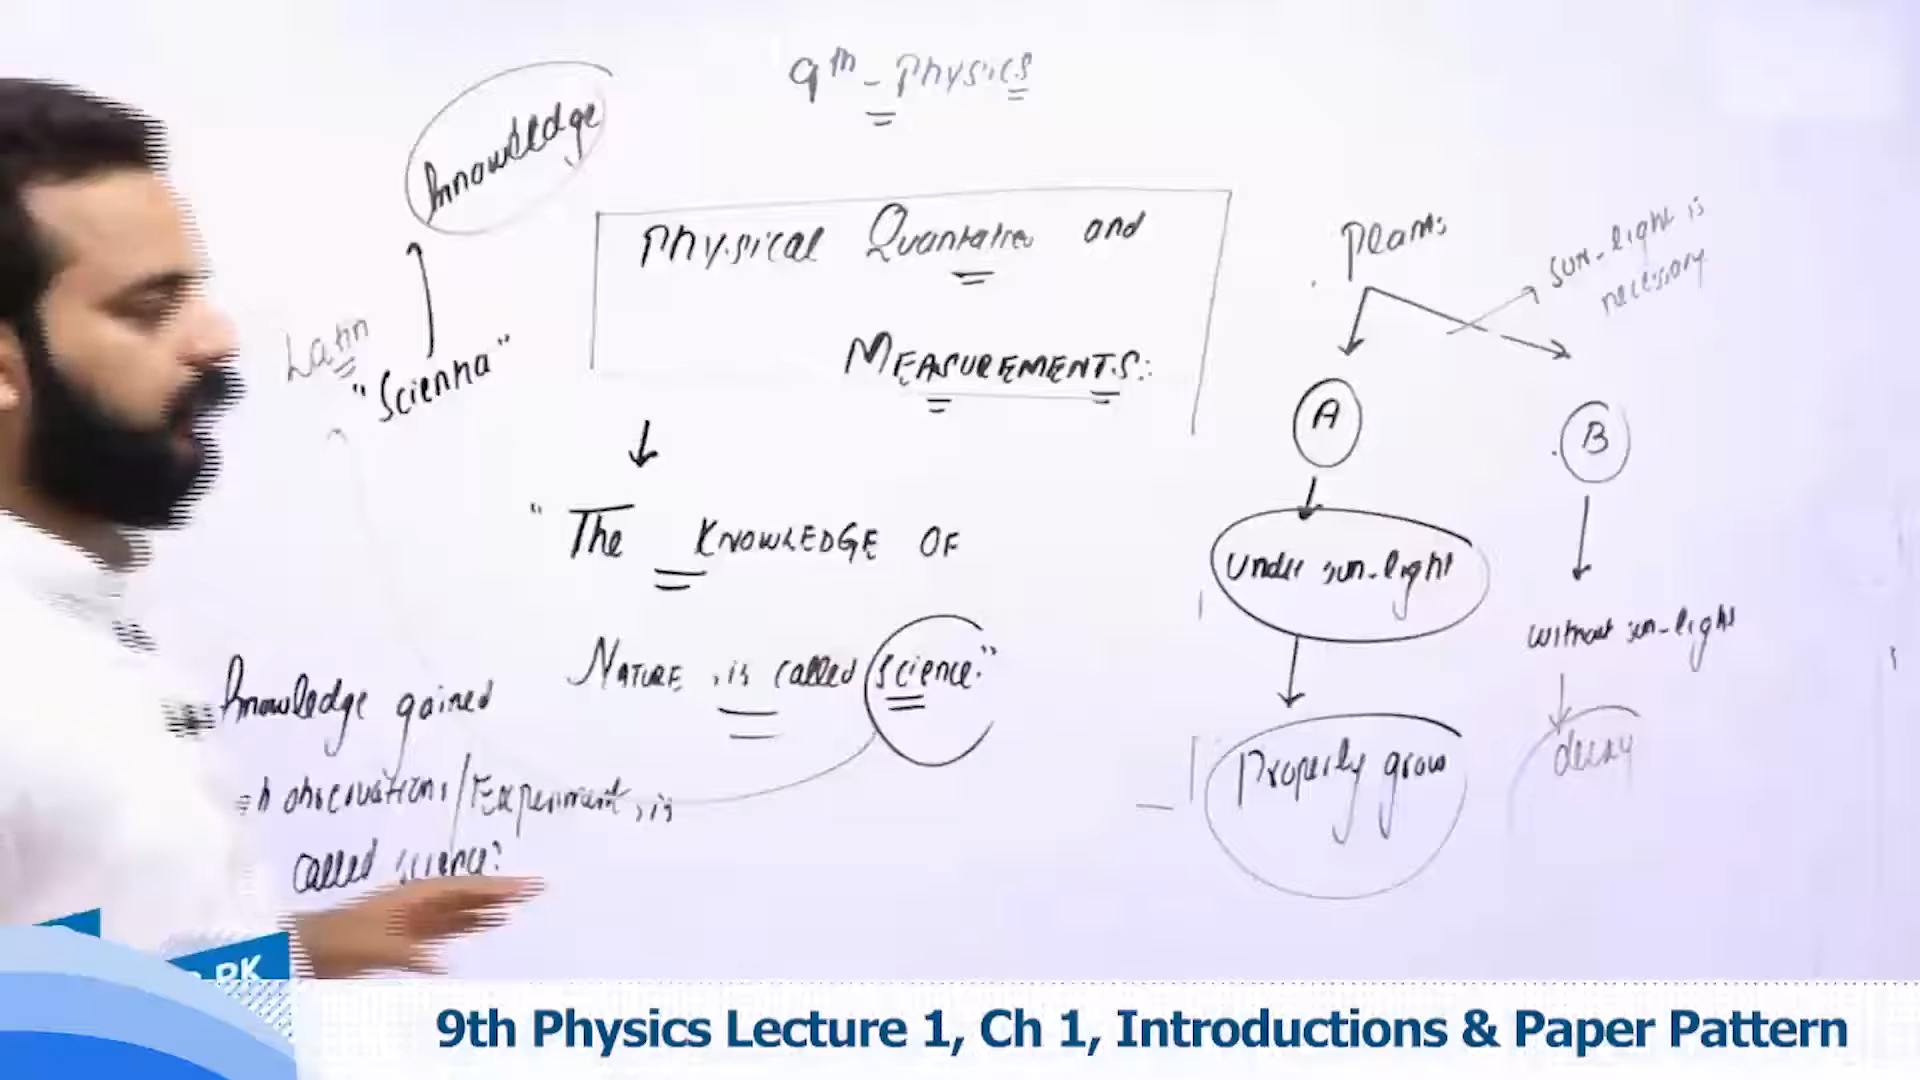 9th - Physics
Knowledge
Physical Quantities and
MEASUREMENTS:
Latin
"Scientia"
"The KNOWLEDGE OF
NATURE, is called Science."
Knowledge gained
observations/Experiment, is
called science:
Plants
sun-light is
necessary
A
B
Under sun-light
without sun-light
Properly grow
decay
.PK
9th Physics Lecture 1, Ch 1, Introductions & Paper Pattern